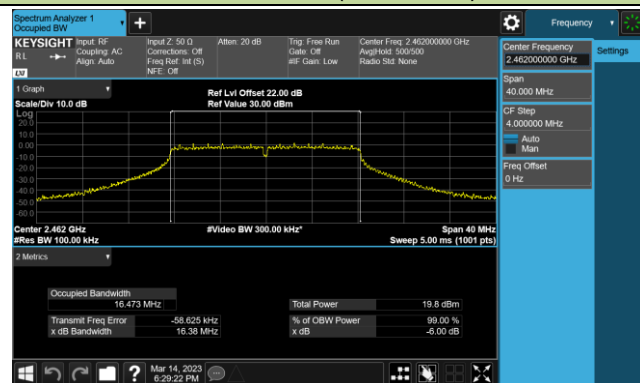 Spectrum Analyzer 1
Occupied BW
Frequency
KEYSIGHT
R L
LXI
Input: RF
Coupling: AC
Align: Auto
Input Z: 50 Ω
Corrections: Off
Freq Ref: Int (S)
NFE: Off
Atten: 20 dB
Trig: Free Run
Gate: Off
#IF Gain: Low
Center Freq: 2.462000000 GHz
Avg|Hold: 500/500
Radio Std: None
Center Frequency
2.462000000 GHz
Settings
Span
40.000 MHz
CF Step
4.000000 MHz
Auto
Man
Freq Offset
0 Hz
1 Graph
Scale/Div 10.0 dB
Ref Lvl Offset 22.00 dB
Ref Value 30.00 dBm
Log
20.0
10.0
0.00
-10.0
-20.0
-30.0
-40.0
-50.0
-60.0
Center 2.462 GHz
#Res BW 100.00 kHz
#Video BW 300.00 kHz*
Span 40 MHz
Sweep 5.00 ms (1001 pts)
2 Metrics
Occupied Bandwidth
16.473 MHz
Total Power
19.8 dBm
Transmit Freq Error
-58.625 kHz
% of OBW Power
99.00 %
x dB Bandwidth
16.38 MHz
x dB
-6.00 dB
Mar 14, 2023
6:29:22 PM